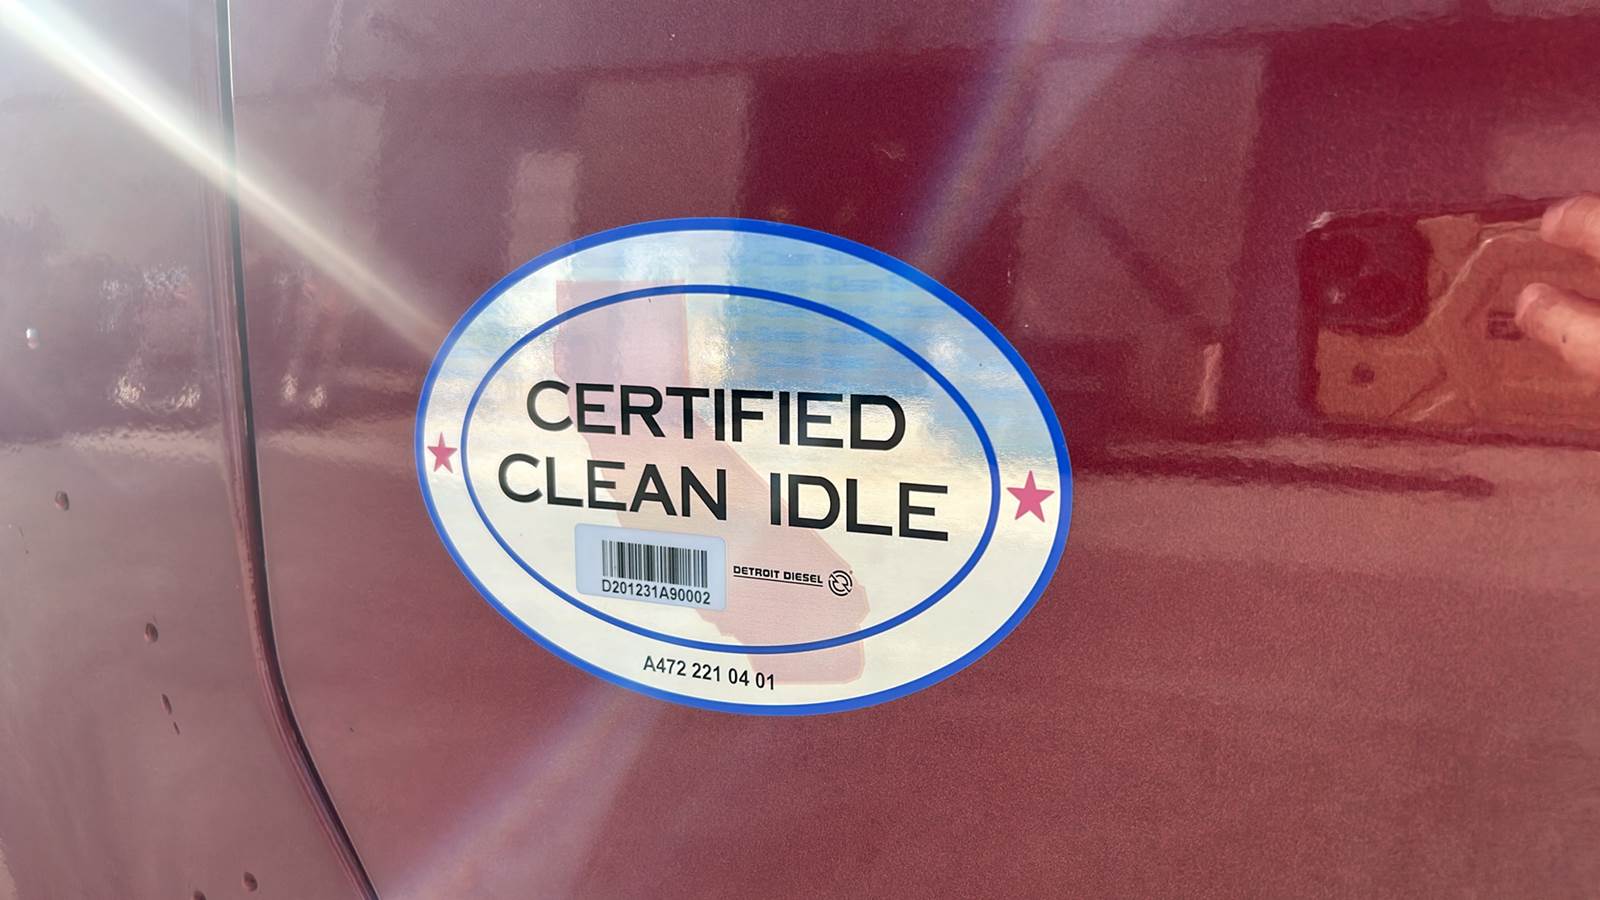 CERTIFIED
CLEAN IDLE
D201231A90002
DETROIT DIESEL
A472 221 04 01